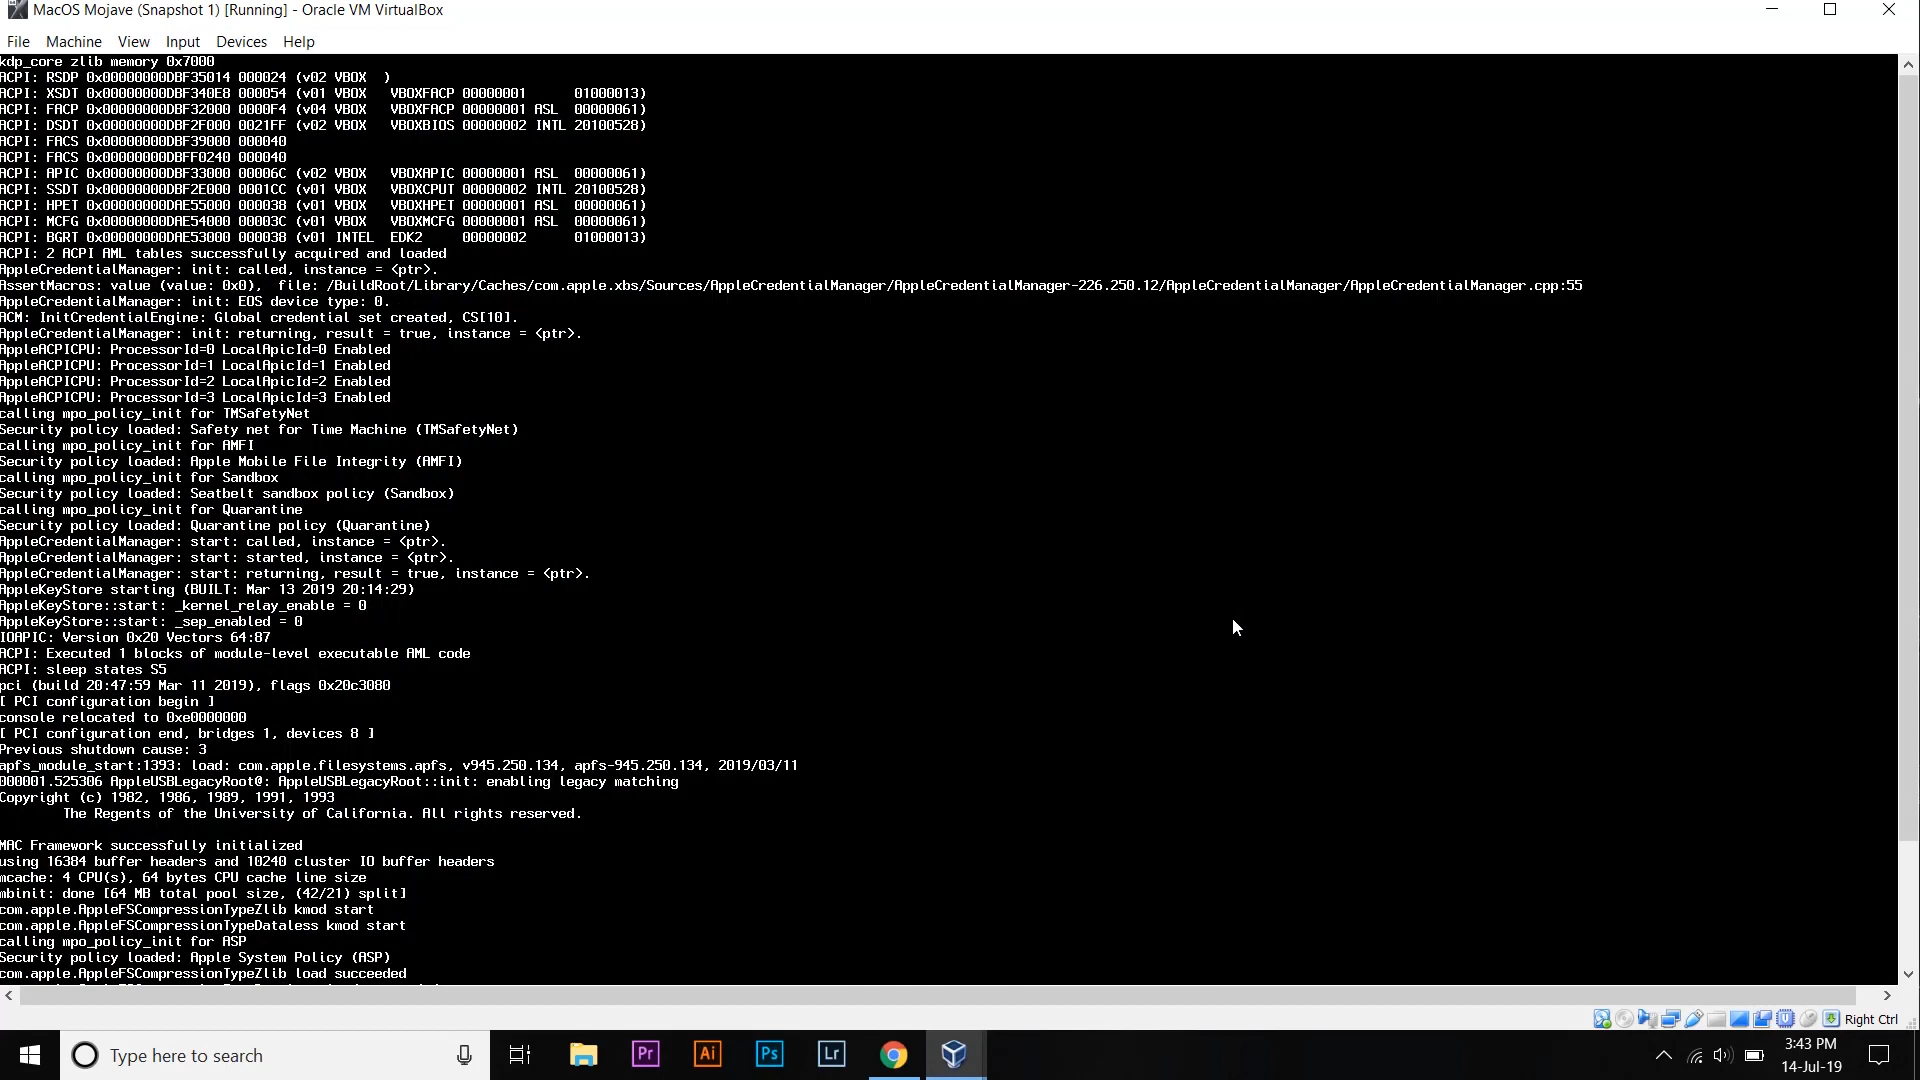 MacOS Mojave (Snapshot 1) [Running] - Oracle VM VirtualBox
File Machine View Input Devices Help
kdp_core zlib memory 0x7000
ACPI: RSDP 0x00000000DBF35014 000024 (v02 VBOX  )
ACPI: XSDT 0x00000000DBF340E8 000054 (v01 VBOX   VBOXFACP 00000001      01000013)
ACPI: FACP 0x00000000DBF32000 0000F4 (v04 VBOX   VBOXFACP 00000001 ASL  00000061)
ACPI: DSDT 0x00000000DBF2F000 0021FF (v02 VBOX   VBOXBIOS 00000002 INTL 20100528)
ACPI: FACS 0x00000000DBF39000 000040
ACPI: FACS 0x00000000DBFF0240 000040
ACPI: APIC 0x00000000DBF33000 00006C (v02 VBOX   VBOXAPIC 00000001 ASL  00000061)
ACPI: SSDT 0x00000000DBF2E000 0001CC (v01 VBOX   VBOXCPUT 00000002 INTL 20100528)
ACPI: HPET 0x00000000DAE55000 000038 (v01 VBOX   VBOXHPET 00000001 ASL  00000061)
ACPI: MCFG 0x00000000DAE54000 00003C (v01 VBOX   VBOXMCFG 00000001 ASL  00000061)
ACPI: BGRT 0x00000000DAE53000 000038 (v01 INTEL  EDK2     00000002      01000013)
ACPI: 2 ACPI AML tables successfully acquired and loaded
AppleCredentialManager: init: called, instance = <ptr>.
AssertMacros: value (value: 0x0),  file: /BuildRoot/Library/Caches/com.apple.xbs/Sources/AppleCredentialManager/AppleCredentialManager-226.250.12/AppleCredentialManager/AppleCredentialManager.cpp:55
AppleCredentialManager: init: EOS device type: 0.
ACM: InitCredentialEngine: Global credential set created, CS[10].
AppleCredentialManager: init: returning, result = true, instance = <ptr>.
AppleACPICPU: ProcessorId=0 LocalApicId=0 Enabled
AppleACPICPU: ProcessorId=1 LocalApicId=1 Enabled
AppleACPICPU: ProcessorId=2 LocalApicId=2 Enabled
AppleACPICPU: ProcessorId=3 LocalApicId=3 Enabled
calling mpo_policy_init for TMSafetyNet
Security policy loaded: Safety net for Time Machine (TMSafetyNet)
calling mpo_policy_init for AMFI
Security policy loaded: Apple Mobile File Integrity (AMFI)
calling mpo_policy_init for Sandbox
Security policy loaded: Seatbelt sandbox policy (Sandbox)
calling mpo_policy_init for Quarantine
Security policy loaded: Quarantine policy (Quarantine)
AppleCredentialManager: start: called, instance = <ptr>.
AppleCredentialManager: start: started, instance = <ptr>.
AppleCredentialManager: start: returning, result = true, instance = <ptr>.
AppleKeyStore starting (BUILT: Mar 13 2019 20:14:29)
AppleKeyStore::start: _kernel_relay_enable = 0
AppleKeyStore::start: _sep_enabled = 0
IOAPIC: Version 0x20 Vectors 64:87
ACPI: Executed 1 blocks of module-level executable AML code
ACPI: sleep states S5
pci (build 20:47:59 Mar 11 2019), flags 0x20c3080
[ PCI configuration begin ]
console relocated to 0xe0000000
[ PCI configuration end, bridges 1, devices 8 ]
Previous shutdown cause: 3
apfs_module_start:1393: load: com.apple.filesystems.apfs, v945.250.134, apfs-945.250.134, 2019/03/11
000001.525306 AppleUSBLegacyRoot@: AppleUSBLegacyRoot::init: enabling legacy matching
Copyright (c) 1982, 1986, 1989, 1991, 1993
The Regents of the University of California. All rights reserved.
MAC Framework successfully initialized
using 16384 buffer headers and 10240 cluster IO buffer headers
mcache: 4 CPU(s), 64 bytes CPU cache line size
mbinit: done [64 MB total pool size, (42/21) split]
com.apple.AppleFSCompressionTypeZlib kmod start
com.apple.AppleFSCompressionTypeDataless kmod start
calling mpo_policy_init for ASP
Security policy loaded: Apple System Policy (ASP)
com.apple.AppleFSCompressionTypeZlib load succeeded
Right Ctrl
Type here to search
Pr Ai Ps Lr
3:43 PM
14-Jul-19